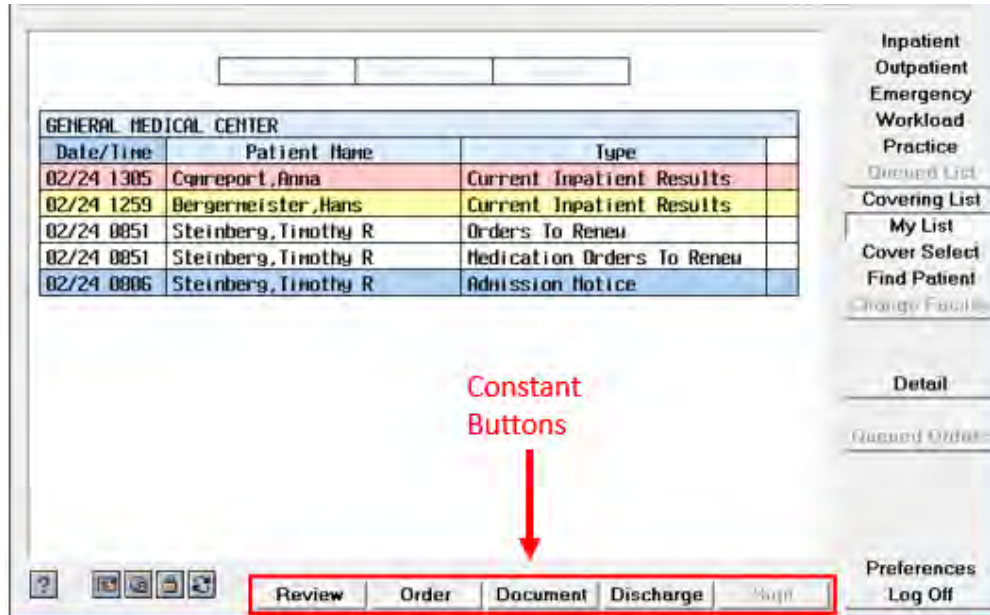 GENERAL MEDICAL CENTER
Date/Time Patient Name Type
02/24 1305 Cqmreport,Anna Current Inpatient Results
02/24 1259 Bergermeister,Hans Current Inpatient Results
02/24 0851 Steinberg,Timothy R Orders To Renew
02/24 0851 Steinberg,Timothy R Medication Orders To Renew
02/24 0806 Steinberg,Timothy R Admission Notice
Constant
Buttons
? Review Order Document Discharge Sign
Inpatient
Outpatient
Emergency
Workload
Practice
Queued List
Covering List
My List
Cover Select
Find Patient
Change Facility
Detail
Queued Orders
Preferences
Log Off